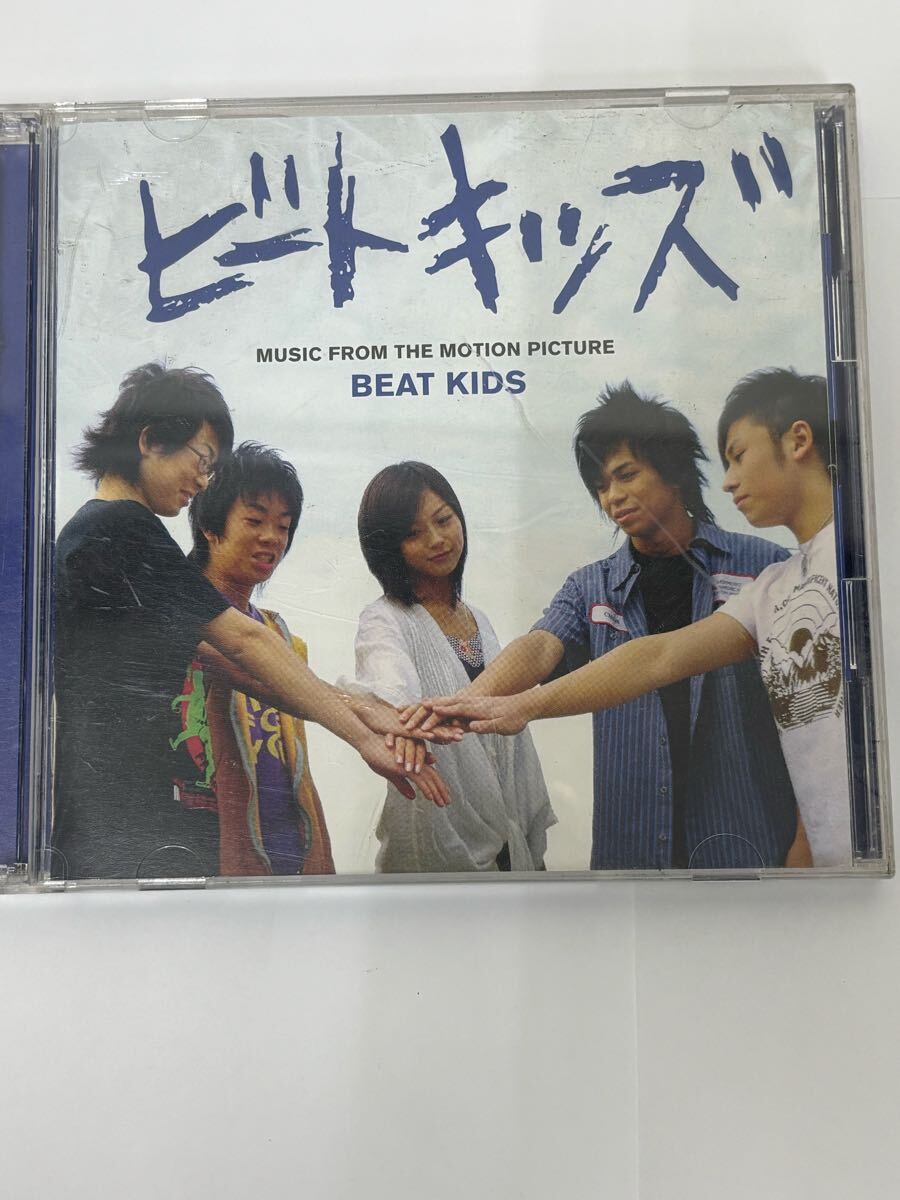 ビートキッズ
MUSIC FROM THE MOTION PICTURE
BEAT KIDS